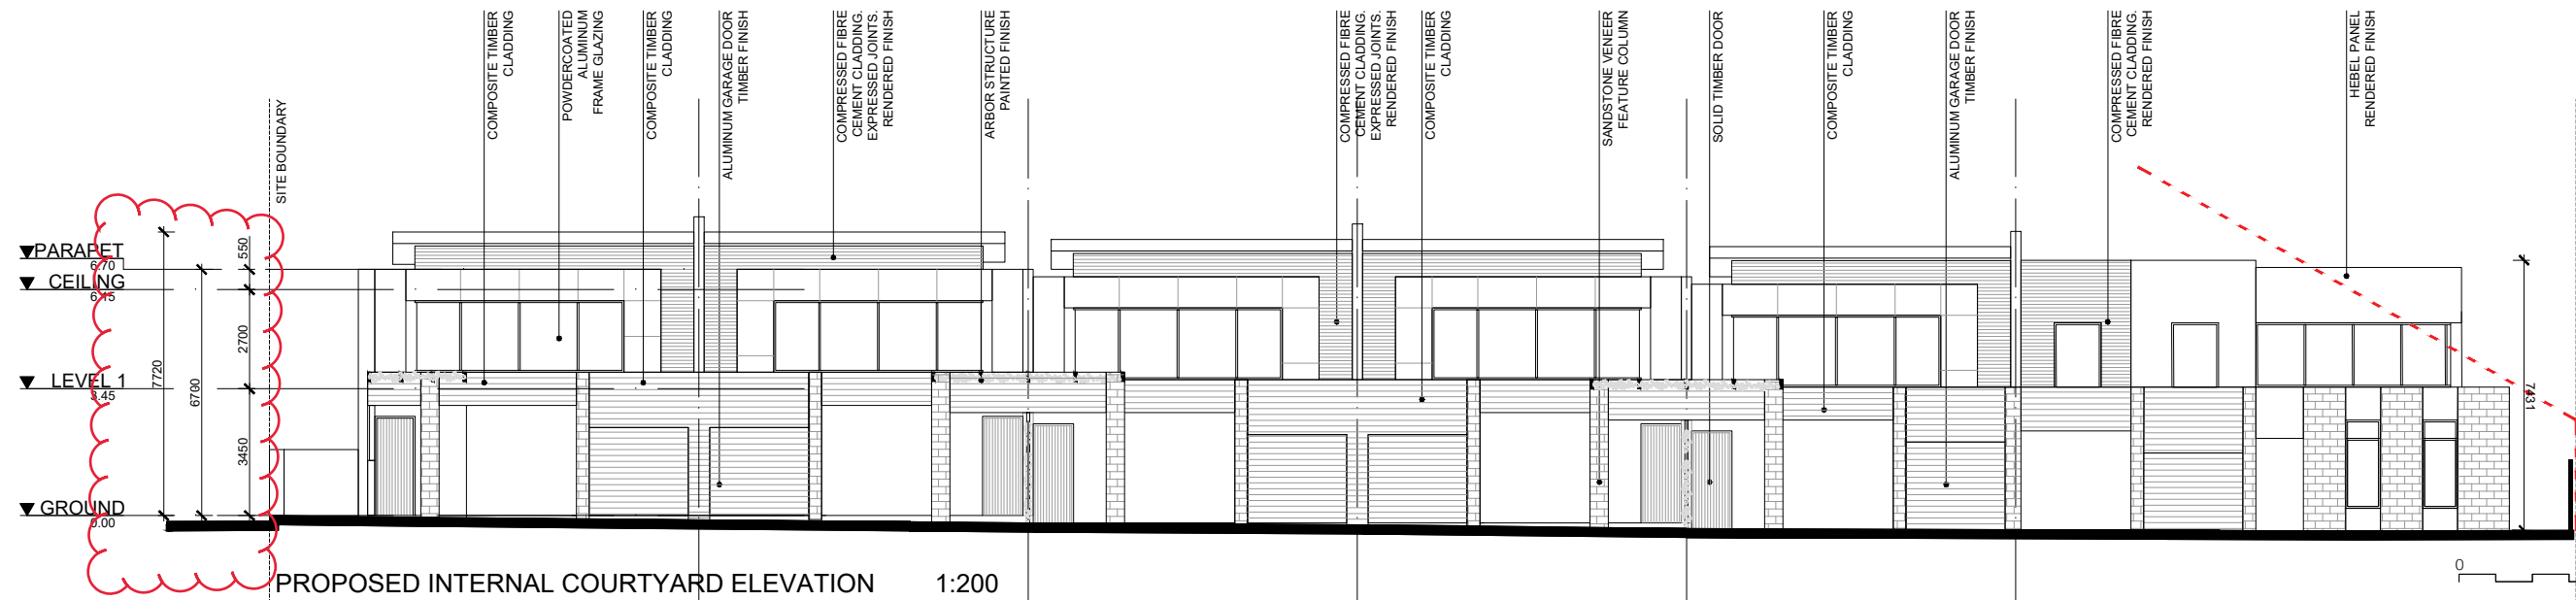 COMPOSITE TIMBER
CLADDING
POWDERCOATED
ALUMINUM
FRAME GLAZING
COMPOSITE TIMBER
CLADDING
ALUMINUM GARAGE DOOR
TIMBER FINISH
COMPRESSED FIBRE
CEMENT CLADDING.
EXPRESSED JOINTS.
RENDERED FINISH
ARBOR STRUCTURE
PAINTED FINISH
COMPRESSED FIBRE
CEMENT CLADDING.
EXPRESSED JOINTS.
RENDERED FINISH
COMPOSITE TIMBER
CLADDING
SANDSTONE VENEER
FEATURE COLUMN
SOLID TIMBER DOOR
COMPOSITE TIMBER
CLADDING
ALUMINUM GARAGE DOOR
TIMBER FINISH
COMPRESSED FIBRE
CEMENT CLADDING.
RENDERED FINISH
HEBEL PANEL
RENDERED FINISH
SITE BOUNDARY
PARAPET
6.70
CEILING
6.15
LEVEL 1
3.45
GROUND
0.00
7720
6700
550
2700
3450
7431
PROPOSED INTERNAL COURTYARD ELEVATION 1:200
0